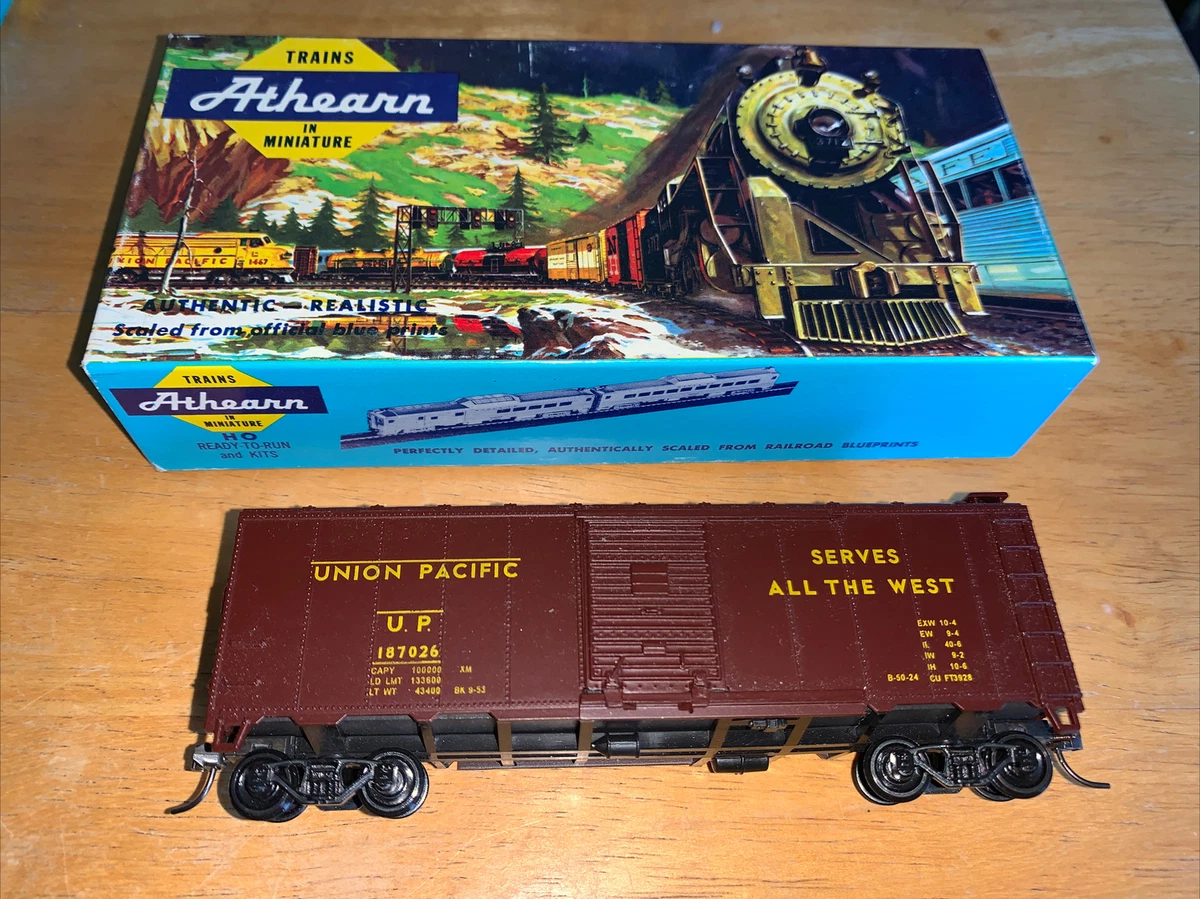 TRAINS
Athearn
IN
MINIATURE
UNION PACIFIC
1467
AUTHENTIC — REALISTIC
Scaled from official blue prints
TRAINS
Athearn
IN
MINIATURE
HO
READY-TO-RUN
and KITS
PERFECTLY DETAILED, AUTHENTICALLY SCALED FROM RAILROAD BLUEPRINTS
UNION PACIFIC
U.P.
187026
CAPY 100000 XM
LD LMT 133600
LT WT 43400 BK 9-53
SERVES
ALL THE WEST
EXW 10-4
EW 9-4
IL 40-6
IW 9-2
IH 10-6
B-50-24 CU FT3928